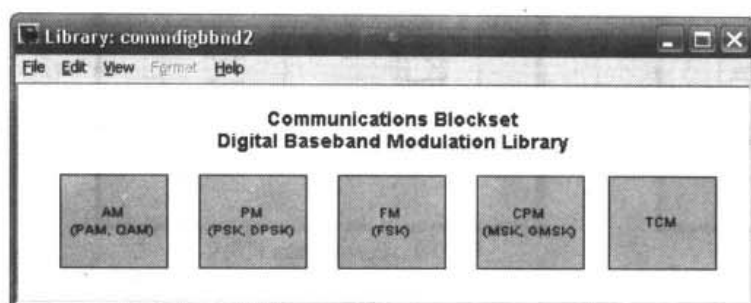 Library: commdigbbnd2
File Edit View Format Help
Communications Blockset
Digital Baseband Modulation Library
AM
(PAM, QAM)
PM
(PSK, DPSK)
FM
(FSK)
CPM
(MSK, GMSK)
TCM